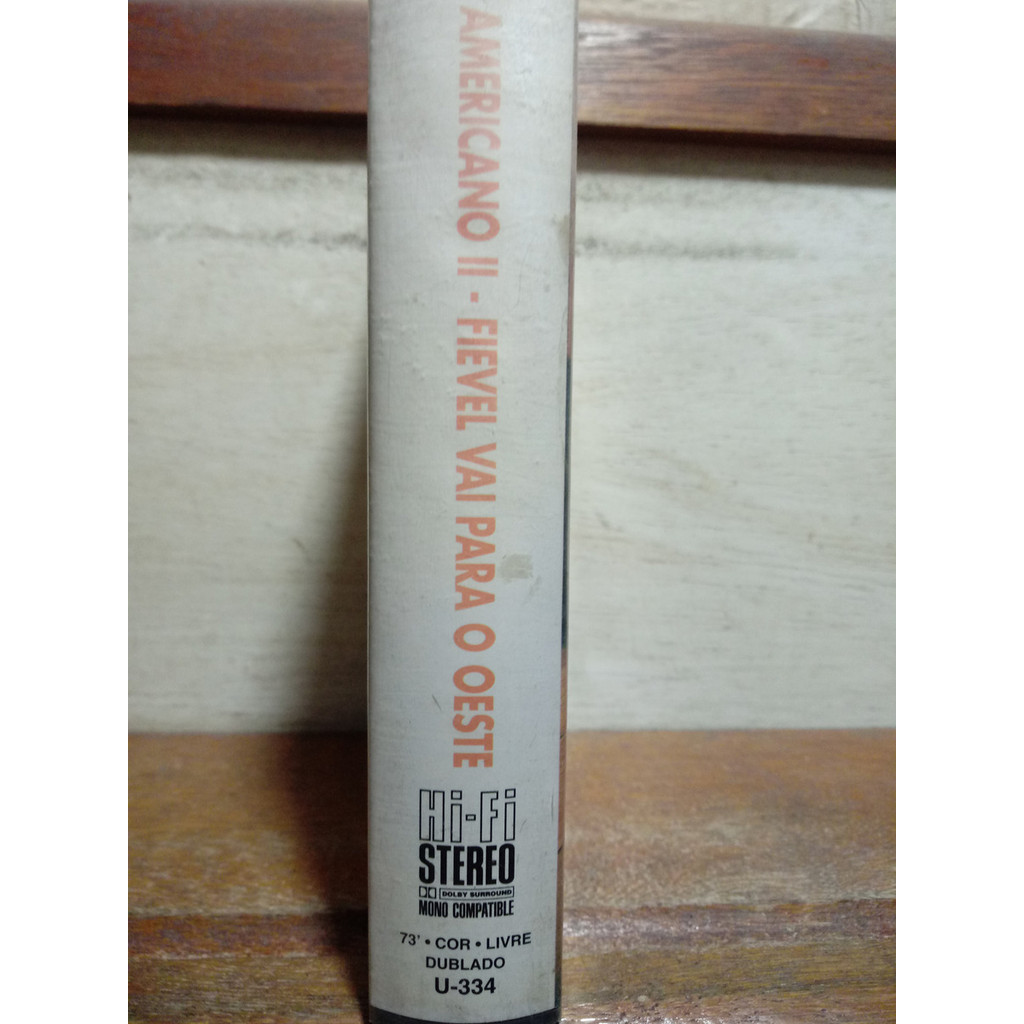 AMERICANO II - FIEVEL VAI PARA O OESTE
Hi-Fi
STEREO
DOLBY SURROUND
MONO COMPATIBLE
73' • COR • LIVRE
DUBLADO
U-334